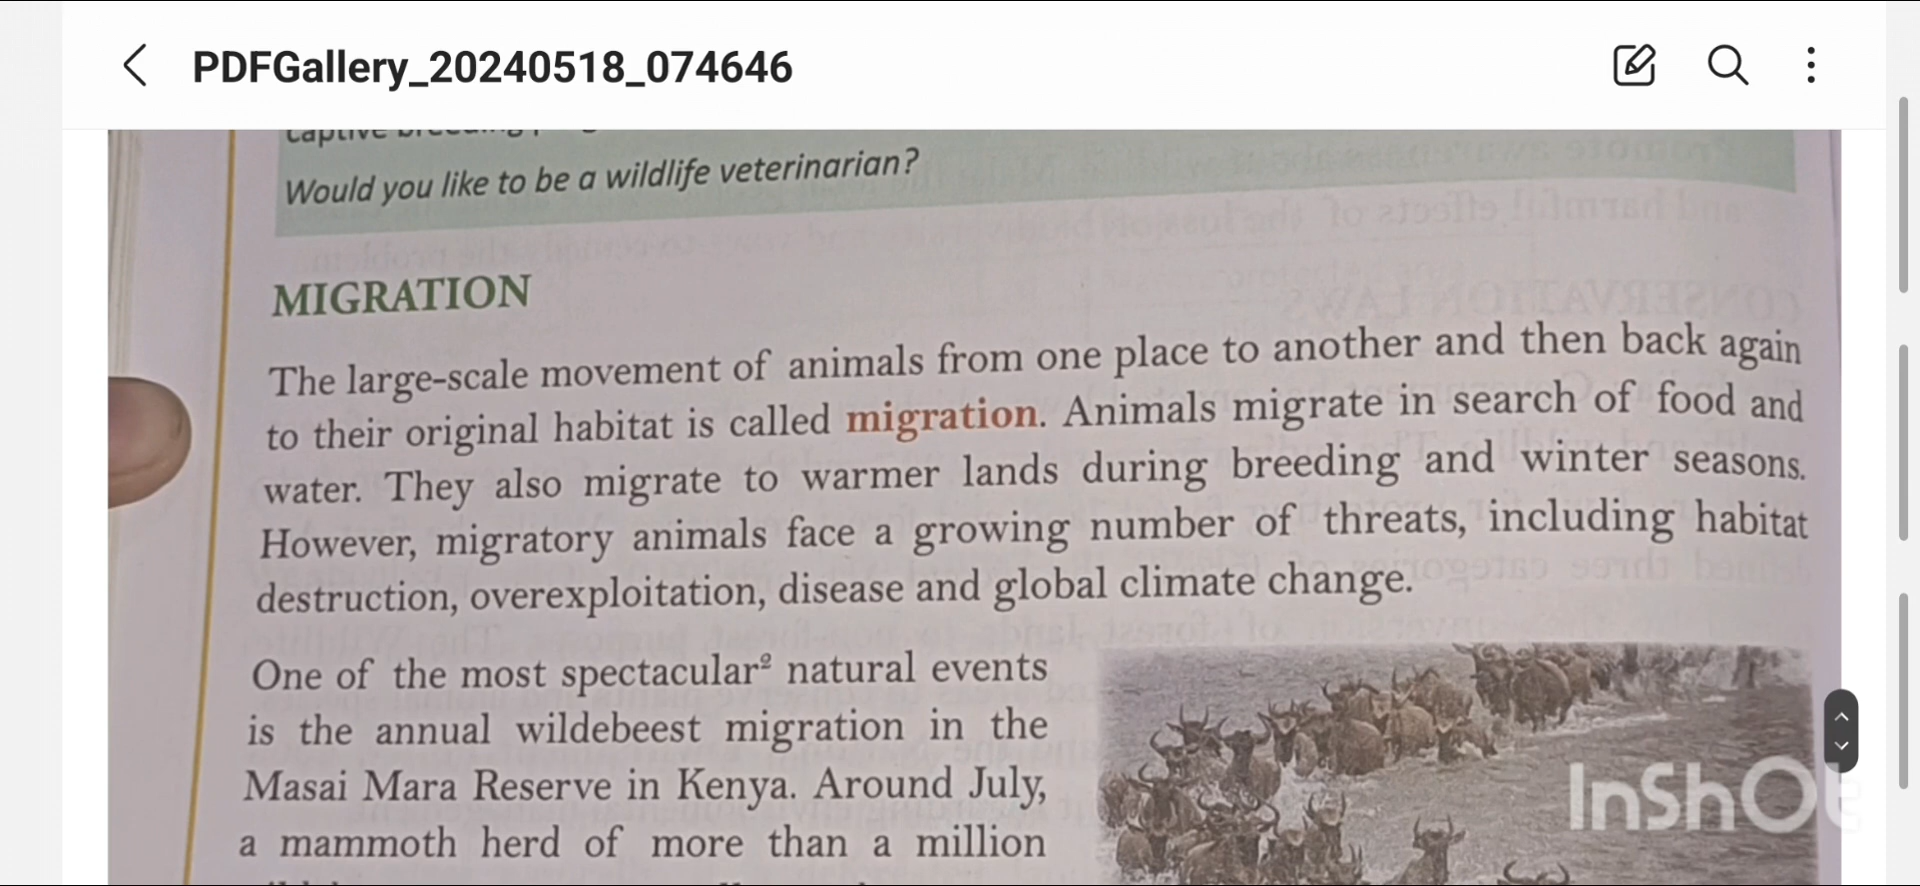 PDFGallery_20240518_074646
Would you like to be a wildlife veterinarian?
MIGRATION
The large-scale movement of animals from one place to another and then back again
to their original habitat is called migration. Animals migrate in search of food and
water. They also migrate to warmer lands during breeding and winter seasons.
However, migratory animals face a growing number of threats, including habitat
destruction, overexploitation, disease and global climate change.
One of the most spectacular² natural events
is the annual wildebeest migration in the
Masai Mara Reserve in Kenya. Around July,
a mammoth herd of more than a million
InShOt